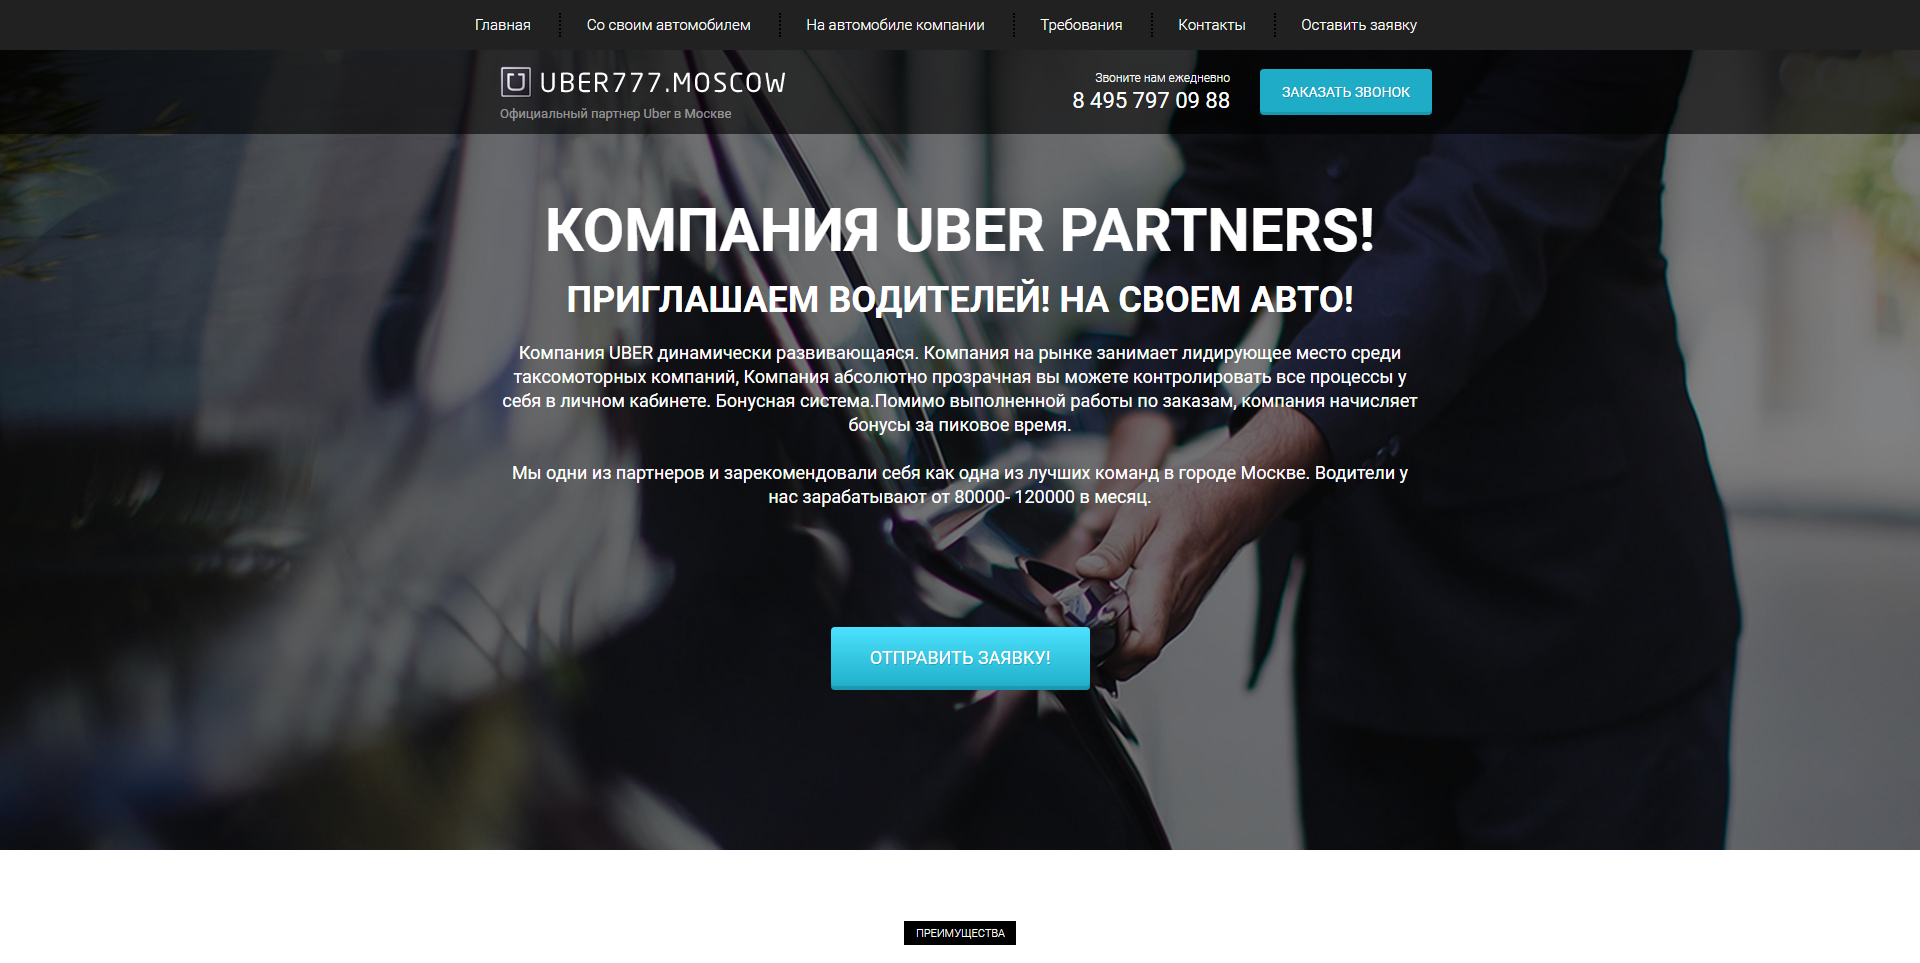 Главная
Со своим автомобилем
На автомобиле компании
Требования
Контакты
Оставить заявку
UBER777.MOSCOW
Официальный партнер Uber в Москве
Звоните нам ежедневно
8 495 797 09 88
ЗАКАЗАТЬ ЗВОНОК
КОМПАНИЯ UBER PARTNERS!
ПРИГЛАШАЕМ ВОДИТЕЛЕЙ! НА СВОЕМ АВТО!
Компания UBER динамически развивающаяся. Компания на рынке занимает лидирующее место среди
таксомоторных компаний, Компания абсолютно прозрачная вы можете контролировать все процессы у
себя в личном кабинете. Бонусная система.Помимо выполненной работы по заказам, компания начисляет
бонусы за пиковое время.
Мы одни из партнеров и зарекомендовали себя как одна из лучших команд в городе Москве. Водители у
нас зарабатывают от 80000- 120000 в месяц.
ОТПРАВИТЬ ЗАЯВКУ!
ПРЕИМУЩЕСТВА